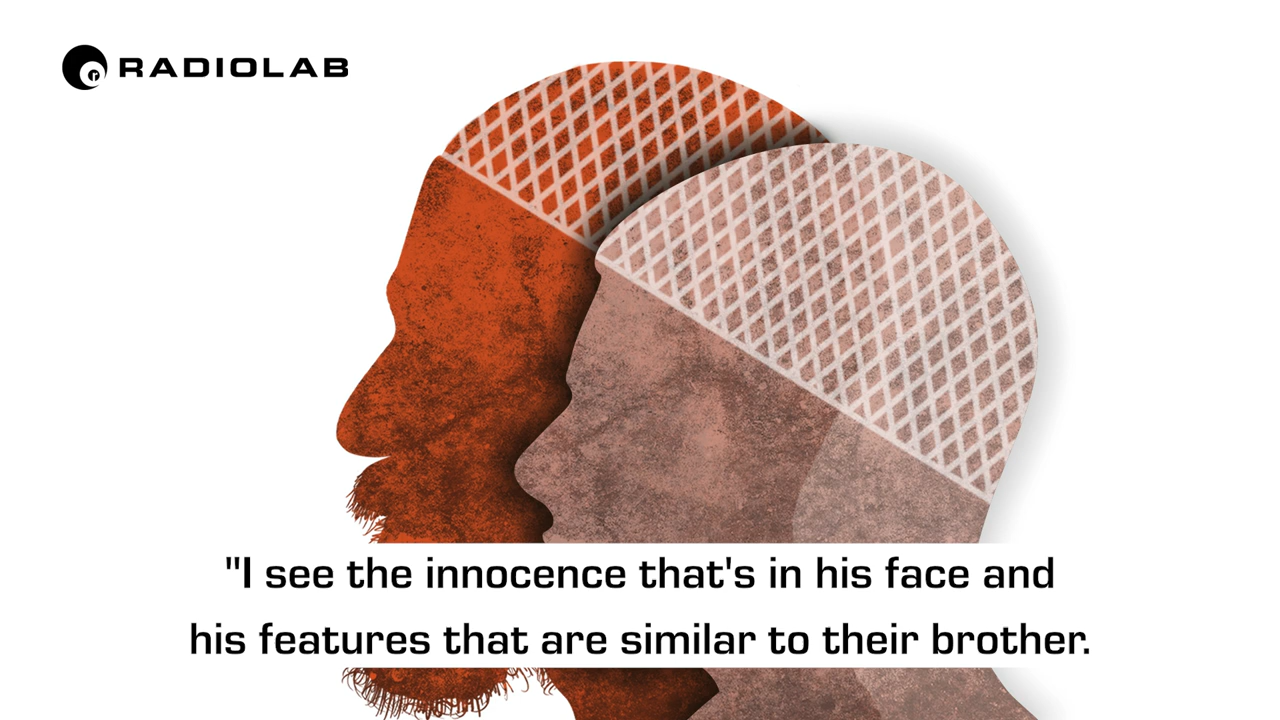 RADIOLAB
"I see the innocence that's in his face and
his features that are similar to their brother.